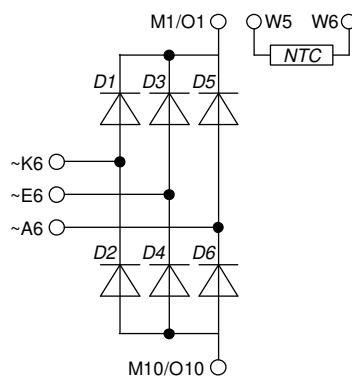 M1/O1 W5 W6
NTC
D1 D3 D5
~K6
~E6
~A6
D2 D4 D6
M10/O10